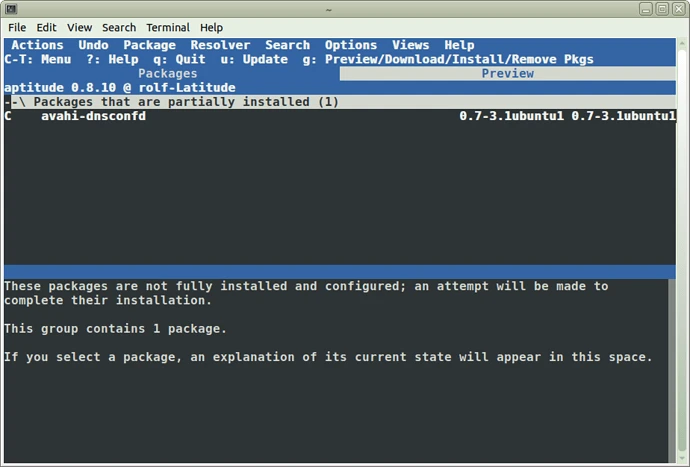 ~
File Edit View Search Terminal Help
Actions Undo Package Resolver Search Options Views Help
C-T: Menu ?: Help q: Quit u: Update g: Preview/Download/Install/Remove Pkgs
Packages Preview
aptitude 0.8.10 @ rolf-Latitude
--\ Packages that are partially installed (1)
C avahi-dnsconfd 0.7-3.1ubuntu1 0.7-3.1ubuntu1
These packages are not fully installed and configured; an attempt will be made to
complete their installation.
This group contains 1 package.
If you select a package, an explanation of its current state will appear in this space.